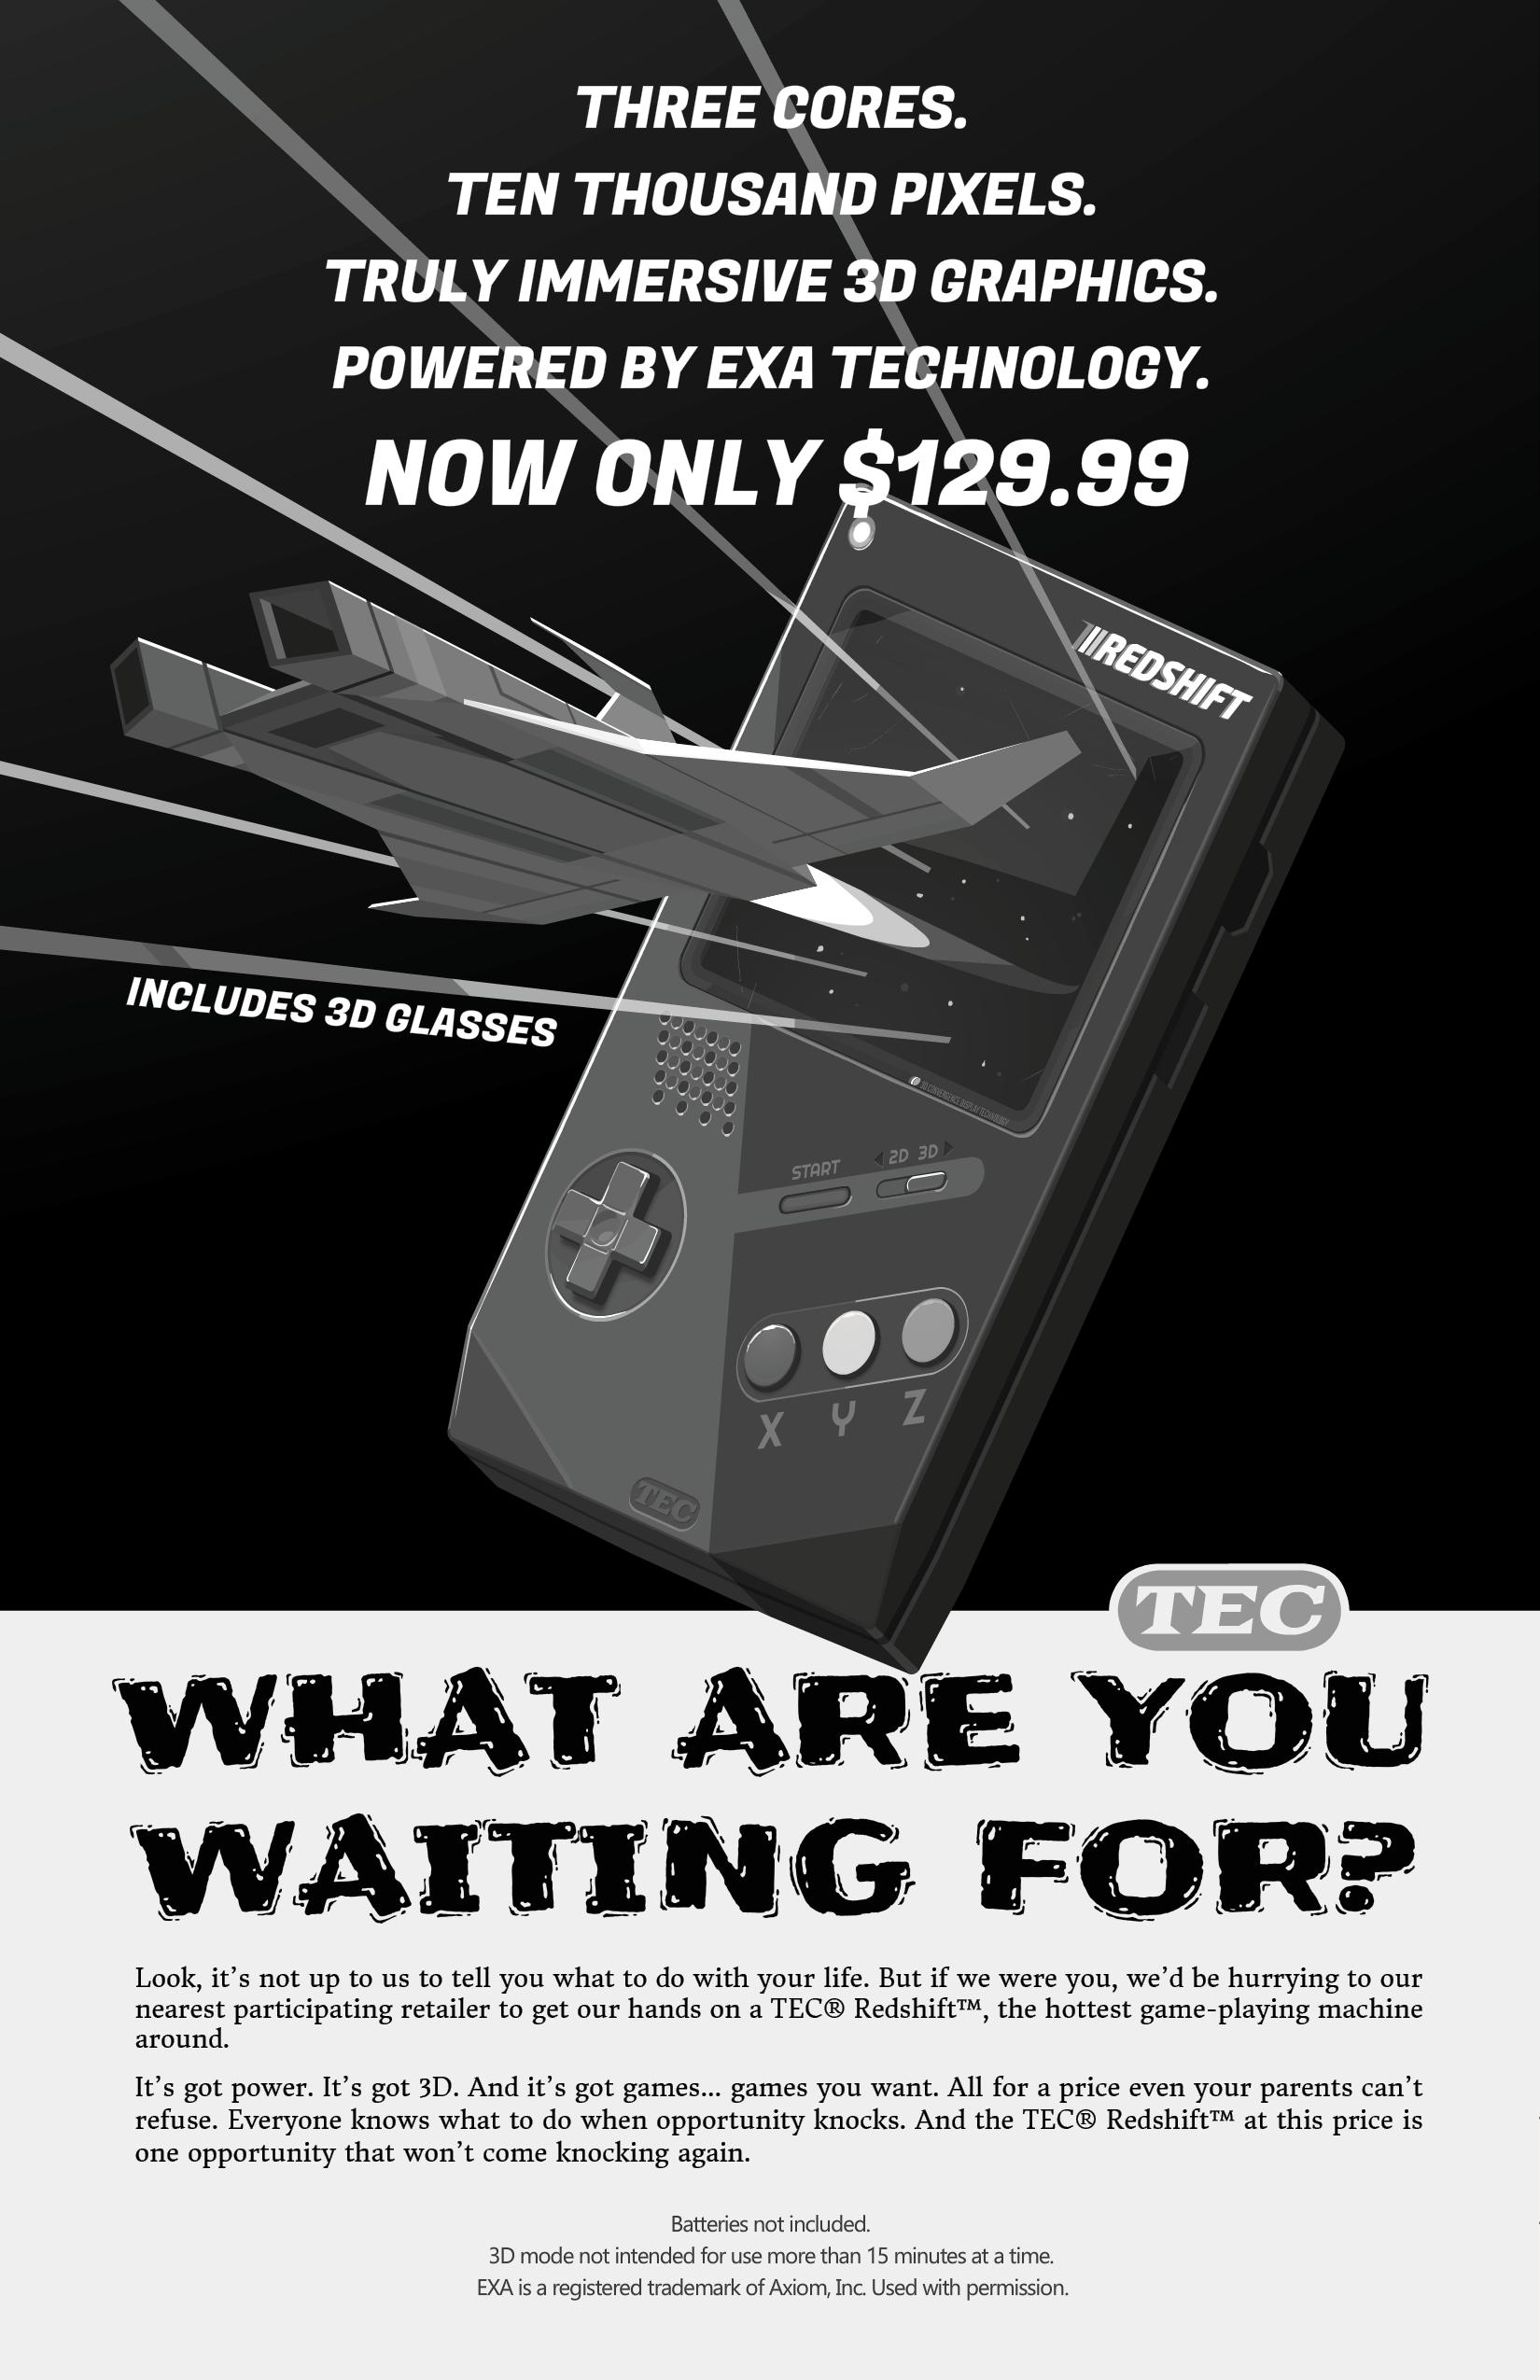 THREE CORES.
TEN THOUSAND PIXELS.
TRULY IMMERSIVE 3D GRAPHICS.
POWERED BY EXA TECHNOLOGY.
NOW ONLY $129.99
REDSHIFT
INCLUDES 3D GLASSES
3D CONVERGENCE DISPLAY TECHNOLOGY
START
2D 3D
X Y Z
TEC
TEC
WHAT ARE YOU
WAITING FOR?
Look, it’s not up to us to tell you what to do with your life. But if we were you, we’d be hurrying to our
nearest participating retailer to get our hands on a TEC® Redshift™, the hottest game-playing machine
around.
It’s got power. It’s got 3D. And it’s got games... games you want. All for a price even your parents can’t
refuse. Everyone knows what to do when opportunity knocks. And the TEC® Redshift™ at this price is
one opportunity that won’t come knocking again.
Batteries not included.
3D mode not intended for use more than 15 minutes at a time.
EXA is a registered trademark of Axiom, Inc. Used with permission.